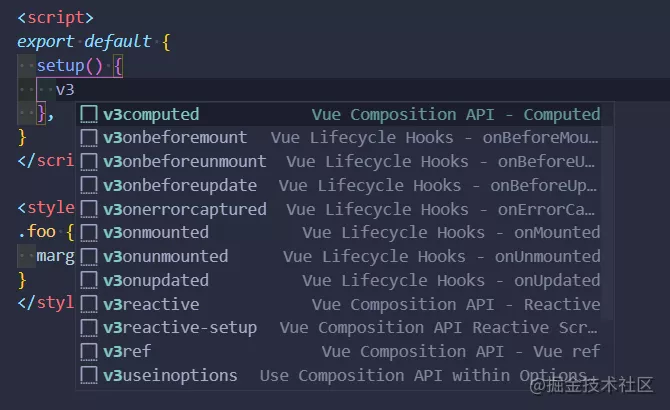 <script>
export default {
setup() {
v3
},
}
</scri
<style
.foo {
marg
}
</styl
v3computed Vue Composition API - Computed
v3onbeforemount Vue Lifecycle Hooks - onBeforeMou…
v3onbeforeunmount Vue Lifecycle Hooks - onBeforeU…
v3onbeforeupdate Vue Lifecycle Hooks - onBeforeUp…
v3onerrorcaptured Vue Lifecycle Hooks - onErrorCa…
v3onmounted Vue Lifecycle Hooks - onMounted
v3onunmounted Vue Lifecycle Hooks - onUnmounted
v3onupdated Vue Lifecycle Hooks - onUpdated
v3reactive Vue Composition API - Reactive
v3reactive-setup Vue Composition API Reactive Scr…
v3ref Vue Composition API - Vue ref
v3useinoptions Use Composition API within Options…
@掘金技术社区